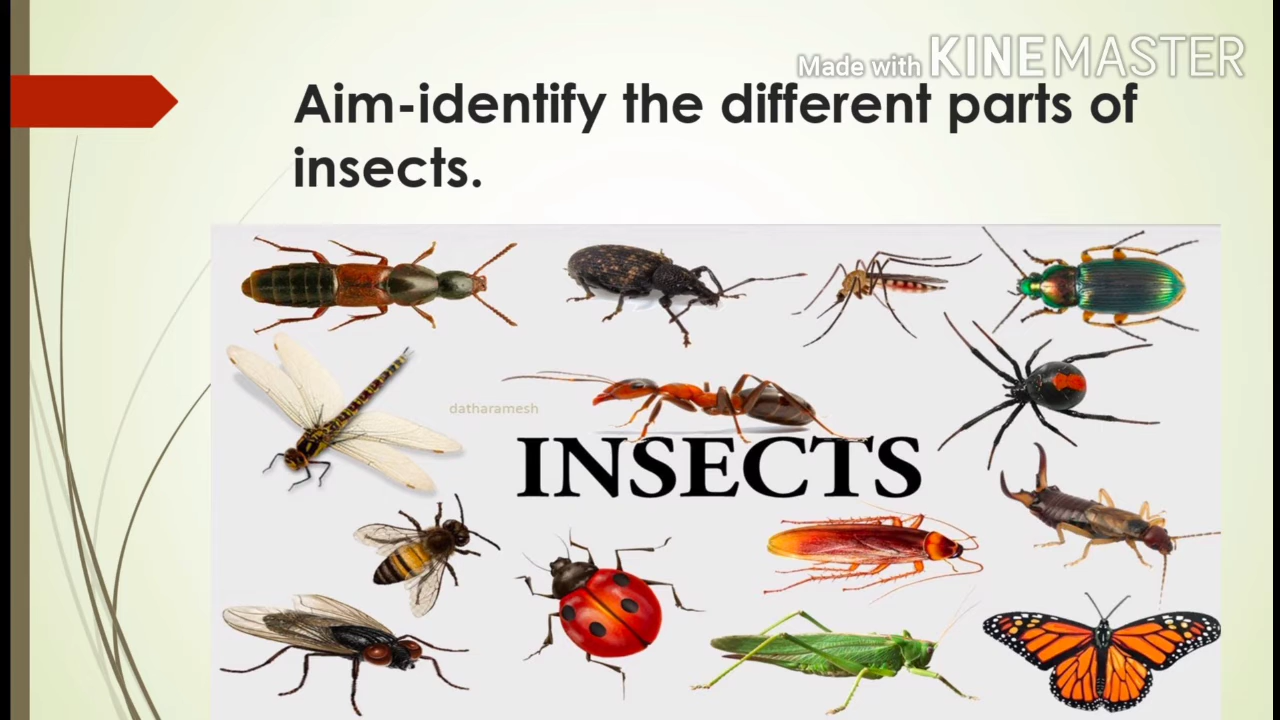 Made with KINEMASTER
Aim-identify the different parts of
insects.
datharamesh
INSECTS